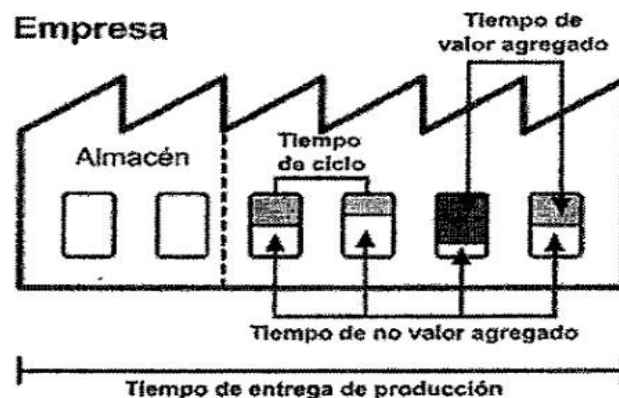 Empresa
Tiempo de
valor agregado
Almacén
Tiempo
de ciclo
Tiempo de no valor agregado
Tiempo de entrega de producción